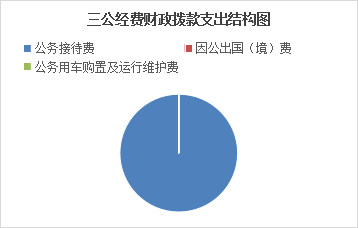 三公经费财政拨款支出结构图
公务接待费 因公出国（境）费
公务用车购置及运行维护费